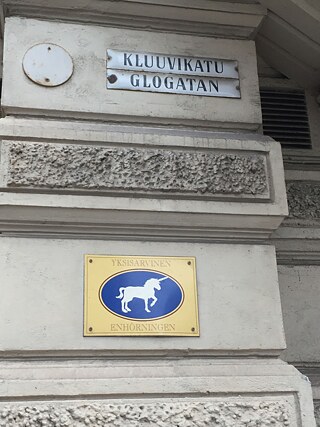 KLUUVIKATU
GLOGATAN
YKSISARVINEN
ENHÖRNINGEN